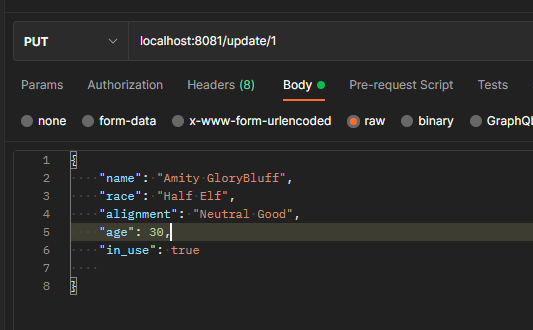 PUT localhost:8081/update/1
Params Authorization Headers (8) Body Pre-request Script Tests
none form-data x-www-form-urlencoded raw binary GraphQL
1 {
2 "name": "Amity GloryBluff",
3 "race": "Half Elf",
4 "alignment": "Neutral Good",
5 "age": 30,
6 "in_use": true
7
8 }